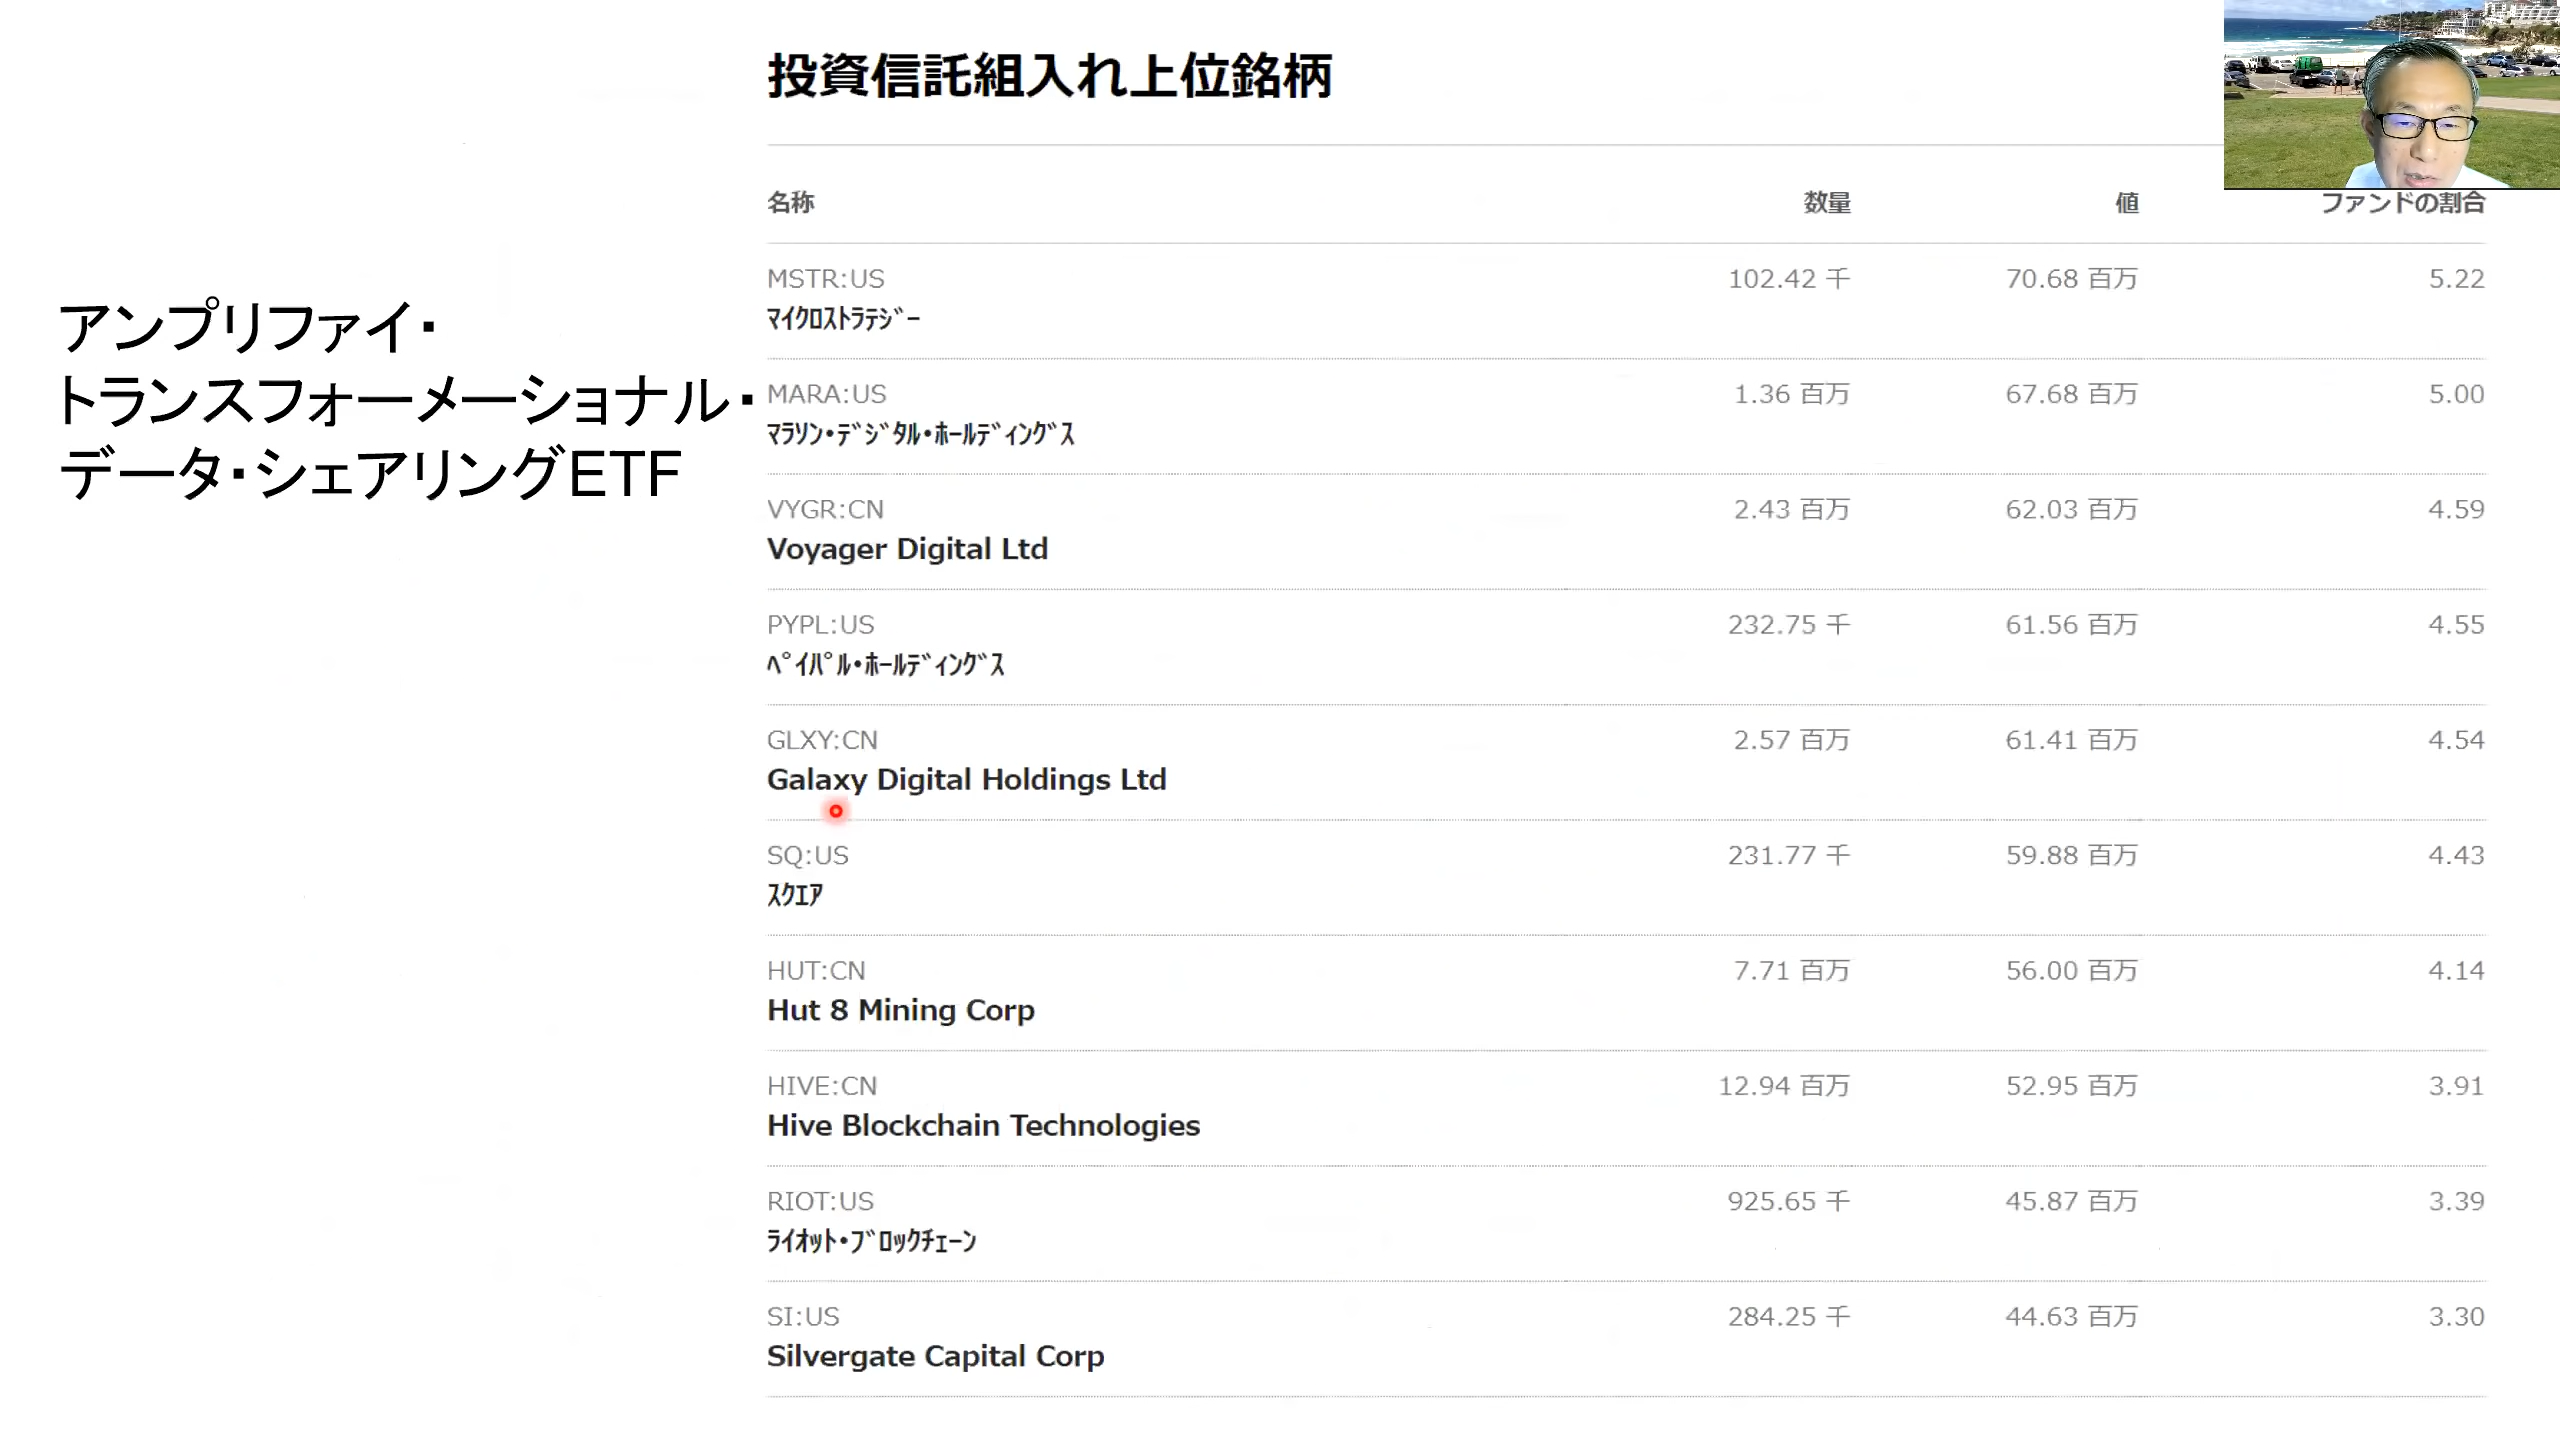 投資信託組入れ上位銘柄
アンプリファイ・
トランスフォーメーショナル・
データ・シェアリングETF
名称 数量 値 ファンドの割合
MSTR:US 102.42 千 70.68 百万 5.22
ﾏｲｸﾛｽﾄﾗﾃｼﾞｰ
MARA:US 1.36 百万 67.68 百万 5.00
ﾏﾗｿﾝ・ﾃﾞｼﾞﾀﾙ・ﾎｰﾙﾃﾞｨﾝｸﾞｽ
VYGR:CN 2.43 百万 62.03 百万 4.59
Voyager Digital Ltd
PYPL:US 232.75 千 61.56 百万 4.55
ﾍﾟｲﾊﾟﾙ・ﾎｰﾙﾃﾞｨﾝｸﾞｽ
GLXY:CN 2.57 百万 61.41 百万 4.54
Galaxy Digital Holdings Ltd
SQ:US 231.77 千 59.88 百万 4.43
ｽｸｴｱ
HUT:CN 7.71 百万 56.00 百万 4.14
Hut 8 Mining Corp
HIVE:CN 12.94 百万 52.95 百万 3.91
Hive Blockchain Technologies
RIOT:US 925.65 千 45.87 百万 3.39
ﾗｲｵｯﾄ・ﾌﾞﾛｯｸﾁｪｰﾝ
SI:US 284.25 千 44.63 百万 3.30
Silvergate Capital Corp